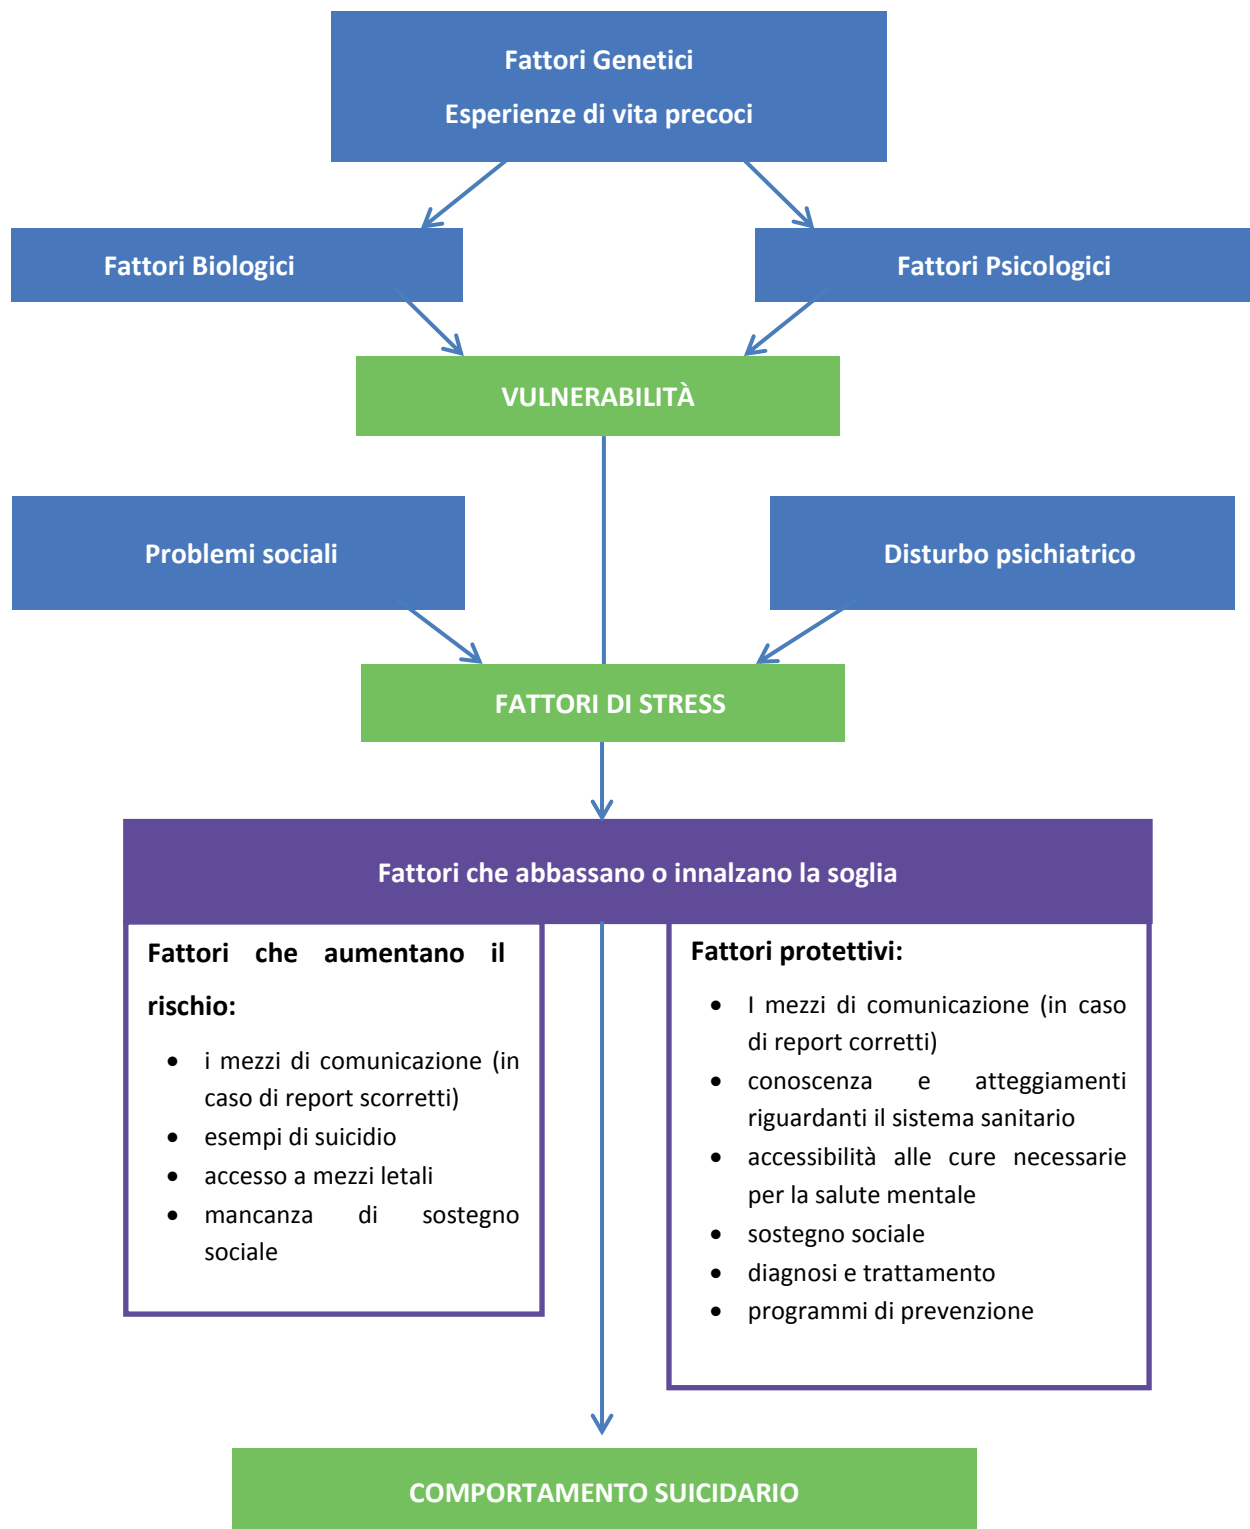 Fattori Genetici
Esperienze di vita precoci
Fattori Biologici
Fattori Psicologici
VULNERABILITÀ
Problemi sociali
Disturbo psichiatrico
FATTORI DI STRESS
Fattori che abbassano o innalzano la soglia
Fattori che aumentano il
rischio:
• i mezzi di comunicazione (in
caso di report scorretti)
• esempi di suicidio
• accesso a mezzi letali
• mancanza di sostegno
sociale
Fattori protettivi:
• I mezzi di comunicazione (in caso
di report corretti)
• conoscenza e atteggiamenti
riguardanti il sistema sanitario
• accessibilità alle cure necessarie
per la salute mentale
• sostegno sociale
• diagnosi e trattamento
• programmi di prevenzione
COMPORTAMENTO SUICIDARIO